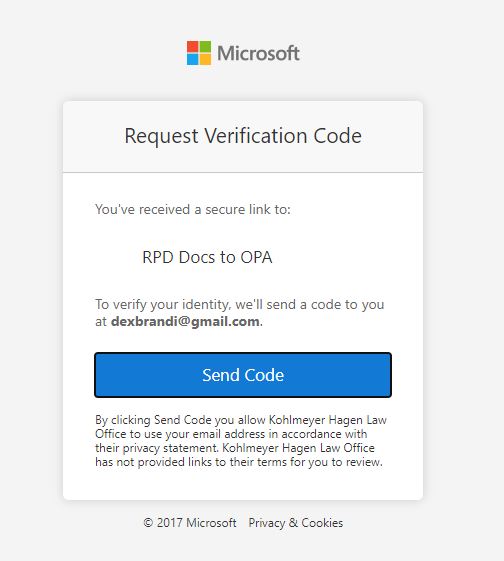 Microsoft
Request Verification Code
You've received a secure link to:
RPD Docs to OPA
To verify your identity, we'll send a code to you
at dexbrandi@gmail.com.
Send Code
By clicking Send Code you allow Kohlmeyer Hagen Law
Office to use your email address in accordance with
their privacy statement. Kohlmeyer Hagen Law Office
has not provided links to their terms for you to review.
© 2017 Microsoft Privacy & Cookies